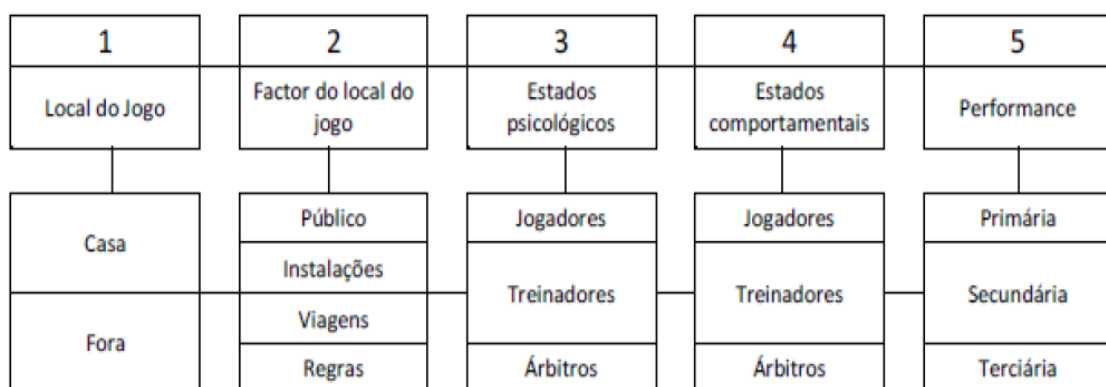 1
2
3
4
5
Local do Jogo
Factor do local do
jogo
Estados
psicológicos
Estados
comportamentais
Performance
Casa
Fora
Público
Instalações
Viagens
Regras
Jogadores
Treinadores
Árbitros
Jogadores
Treinadores
Árbitros
Primária
Secundária
Terciária